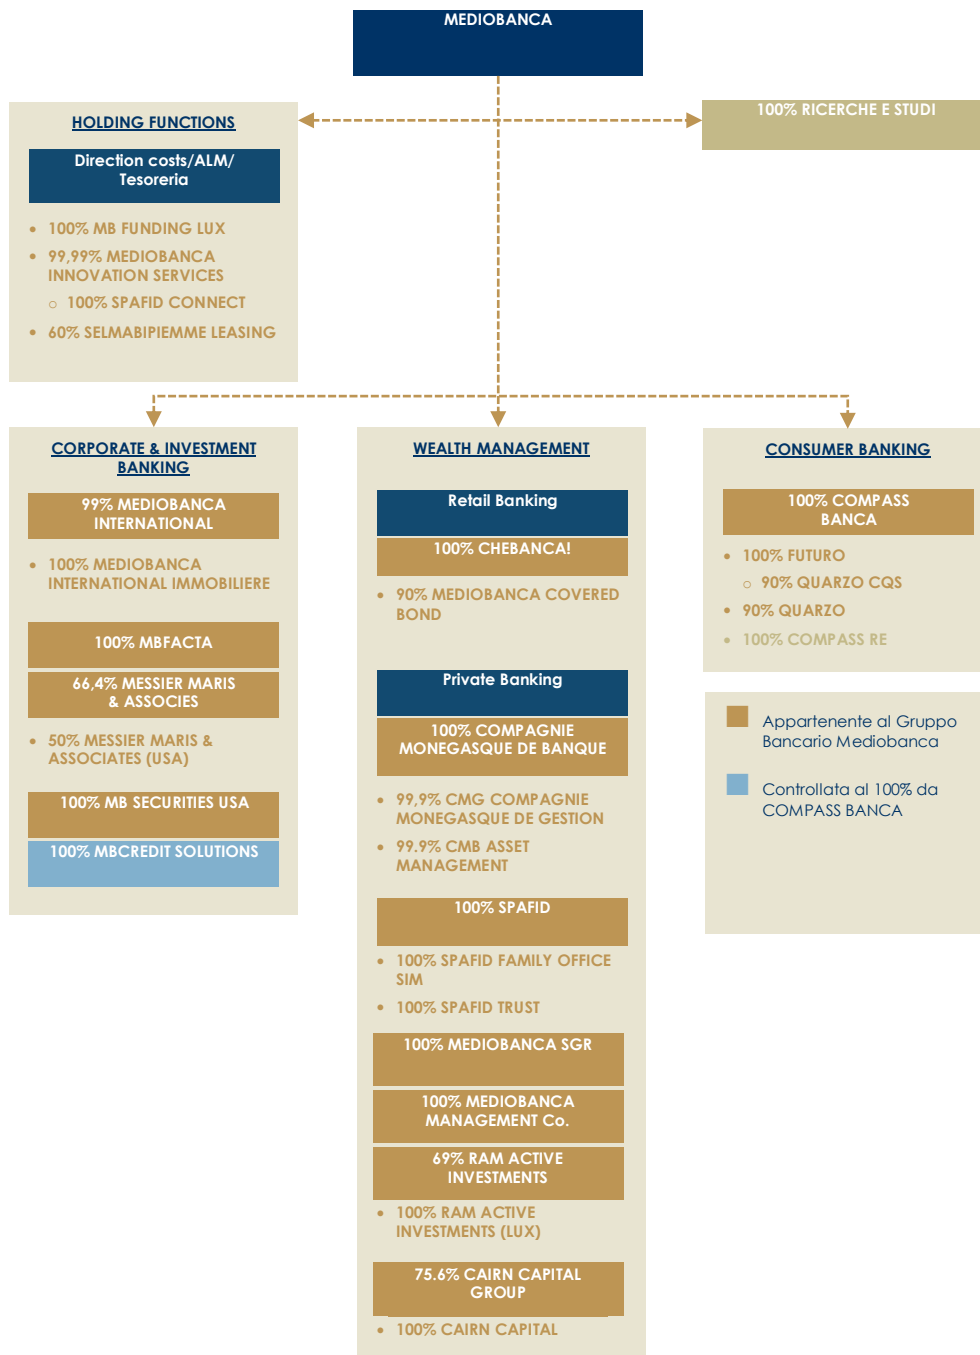 MEDIOBANCA
100% RICERCHE E STUDI
HOLDING FUNCTIONS
Direction costs/ALM/
Tesoreria
• 100% MB FUNDING LUX
• 99,99% MEDIOBANCA
INNOVATION SERVICES
○ 100% SPAFID CONNECT
• 60% SELMABIPIEMME LEASING
CORPORATE & INVESTMENT
BANKING
99% MEDIOBANCA
INTERNATIONAL
• 100% MEDIOBANCA
INTERNATIONAL IMMOBILIERE
100% MBFACTA
66,4% MESSIER MARIS
& ASSOCIES
• 50% MESSIER MARIS &
ASSOCIATES (USA)
100% MB SECURITIES USA
100% MBCREDIT SOLUTIONS
WEALTH MANAGEMENT
Retail Banking
100% CHEBANCA!
• 90% MEDIOBANCA COVERED
BOND
Private Banking
100% COMPAGNIE
MONEGASQUE DE BANQUE
• 99,9% CMG COMPAGNIE
MONEGASQUE DE GESTION
• 99.9% CMB ASSET
MANAGEMENT
100% SPAFID
• 100% SPAFID FAMILY OFFICE
SIM
• 100% SPAFID TRUST
100% MEDIOBANCA SGR
100% MEDIOBANCA
MANAGEMENT Co.
69% RAM ACTIVE
INVESTMENTS
• 100% RAM ACTIVE
INVESTMENTS (LUX)
75.6% CAIRN CAPITAL
GROUP
• 100% CAIRN CAPITAL
CONSUMER BANKING
100% COMPASS
BANCA
• 100% FUTURO
○ 90% QUARZO CQS
• 90% QUARZO
• 100% COMPASS RE
Appartenente al Gruppo
Bancario Mediobanca
Controllata al 100% da
COMPASS BANCA